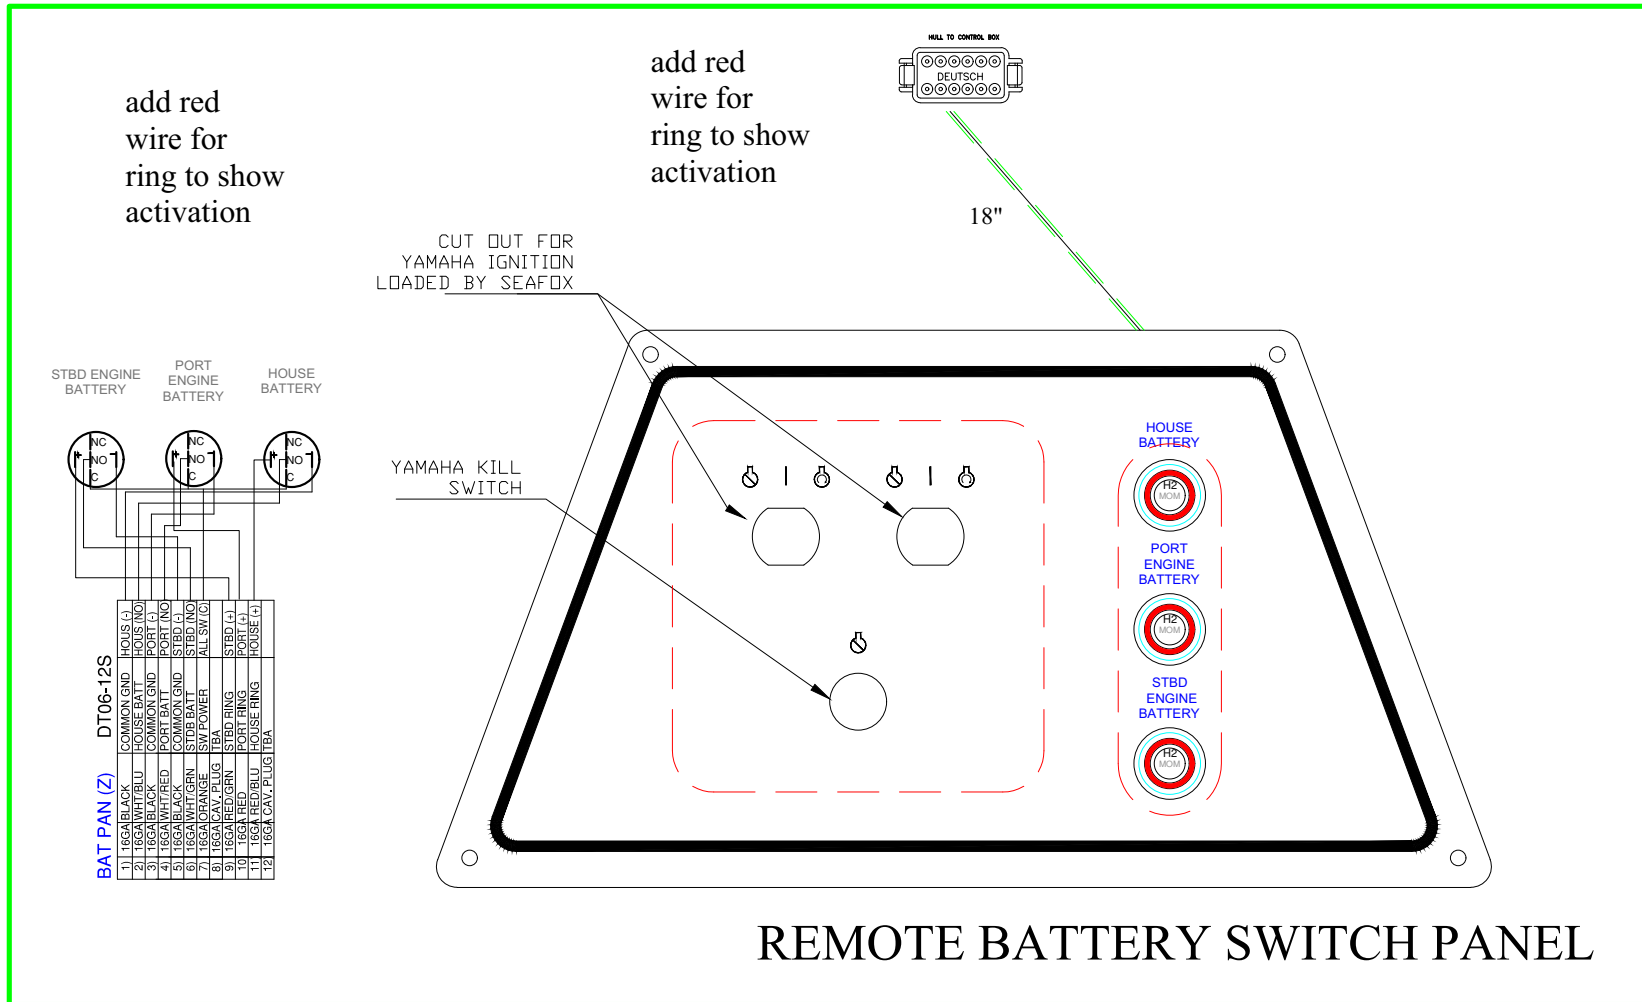 HULL TO CONTROL BOX
DEUTSCH
add red
wire for
ring to show
activation
add red
wire for
ring to show
activation
18"
CUT OUT FOR
YAMAHA IGNITION
LOADED BY SEAFOX
YAMAHA KILL
SWITCH
STBD ENGINE
BATTERY
PORT
ENGINE
BATTERY
HOUSE
BATTERY
+ NC
NO -
C
+ NC
NO -
C
+ NC
NO -
C
BAT PAN (Z) DT06-12S
1) 16GA BLACK COMMON GND HOUS (-)
2) 16GA WHT/BLU HOUSE BATT HOUS (NO)
3) 16GA BLACK COMMON GND PORT (-)
4) 16GA WHT/RED PORT BATT PORT (NO)
5) 16GA BLACK COMMON GND STBD (-)
6) 16GA WHT/GRN STDB BATT STBD (NO)
7) 16GA ORANGE SW POWER ALL SW (C)
8) 16GA CAV. PLUG TBA
9) 16GA RED/GRN STBD RING STBD (+)
10 16GA RED PORT RING PORT (+)
11) 16GA RED/BLU HOUSE RING HOUSE (+)
12 16GA CAV. PLUG TBA
HOUSE
BATTERY
H2
MOM
PORT
ENGINE
BATTERY
H2
MOM
STBD
ENGINE
BATTERY
H2
MOM
REMOTE BATTERY SWITCH PANEL